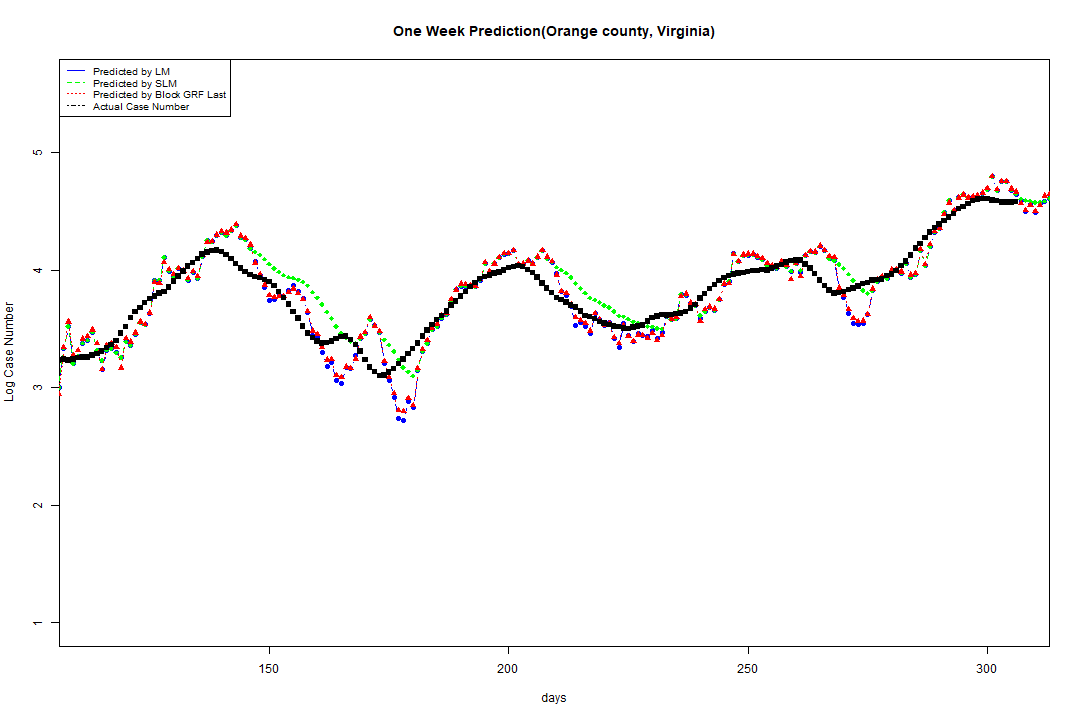 One Week Prediction(Orange county, Virginia)
Predicted by LM
Predicted by SLM
Predicted by Block GRF Last
Actual Case Number
5
4
3
2
1
Log Case Number
150
200
250
300
days